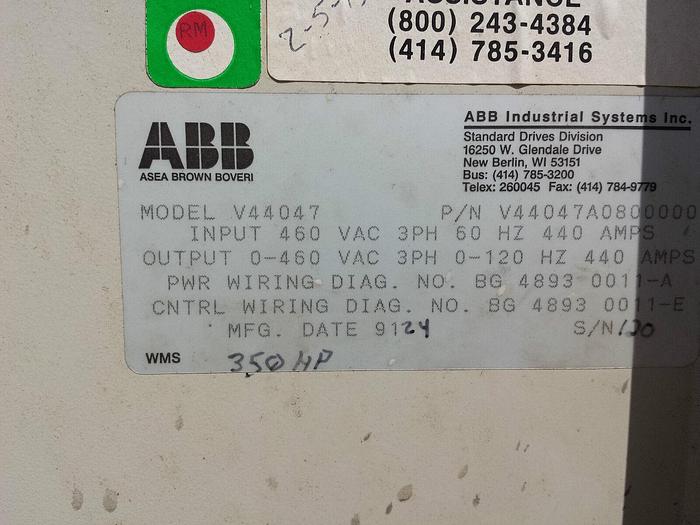 ASSISTANCE
(800) 243-4384
(414) 785-3416
RM
ABB
ASEA BROWN BOVERI
ABB Industrial Systems Inc.
Standard Drives Division
16250 W. Glendale Drive
New Berlin, WI 53151
Bus: (414) 785-3200
Telex: 260045 Fax: (414) 784-9779
MODEL V44047 P/N V44047A0800000
INPUT 460 VAC 3PH 60 HZ 440 AMPS
OUTPUT 0-460 VAC 3PH 0-120 HZ 440 AMPS
PWR WIRING DIAG. NO. BG 4893 0011-A
CNTRL WIRING DIAG. NO. BG 4893 0011-E
MFG. DATE 9124 S/N 120
WMS 350 HP